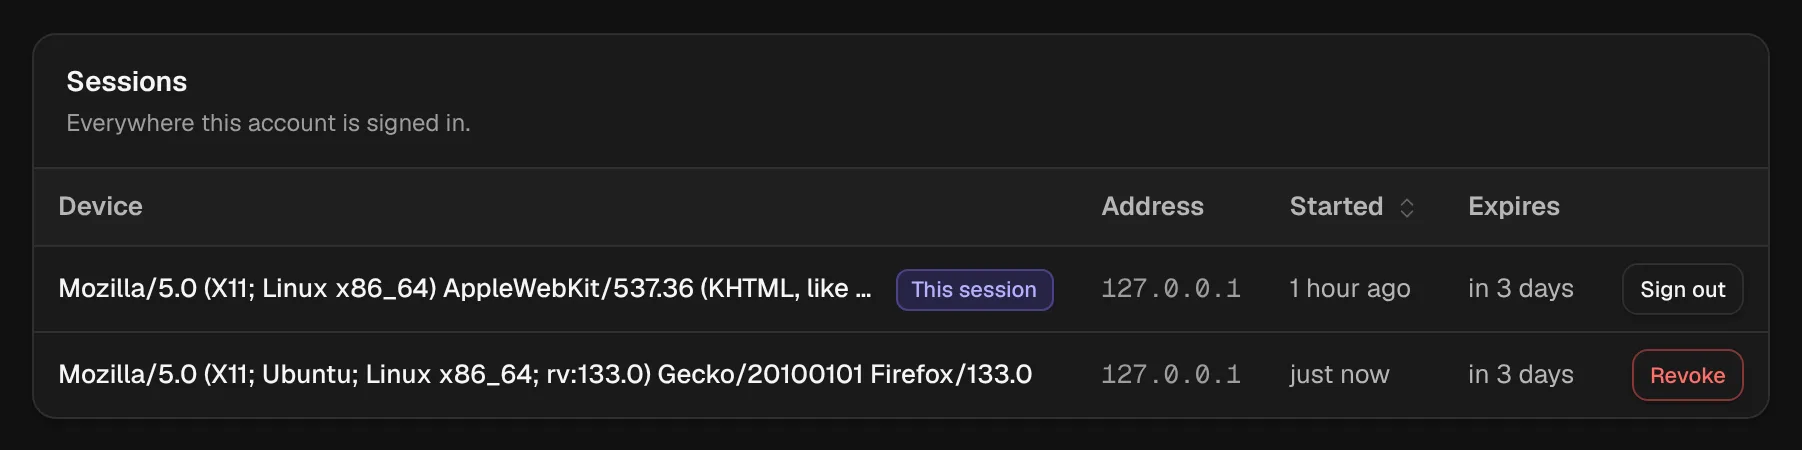 Sessions
Everywhere this account is signed in.
Device Address Started Expires
Mozilla/5.0 (X11; Linux x86_64) AppleWebKit/537.36 (KHTML, like ... This session 127.0.0.1 1 hour ago in 3 days Sign out
Mozilla/5.0 (X11; Ubuntu; Linux x86_64; rv:133.0) Gecko/20100101 Firefox/133.0 127.0.0.1 just now in 3 days Revoke